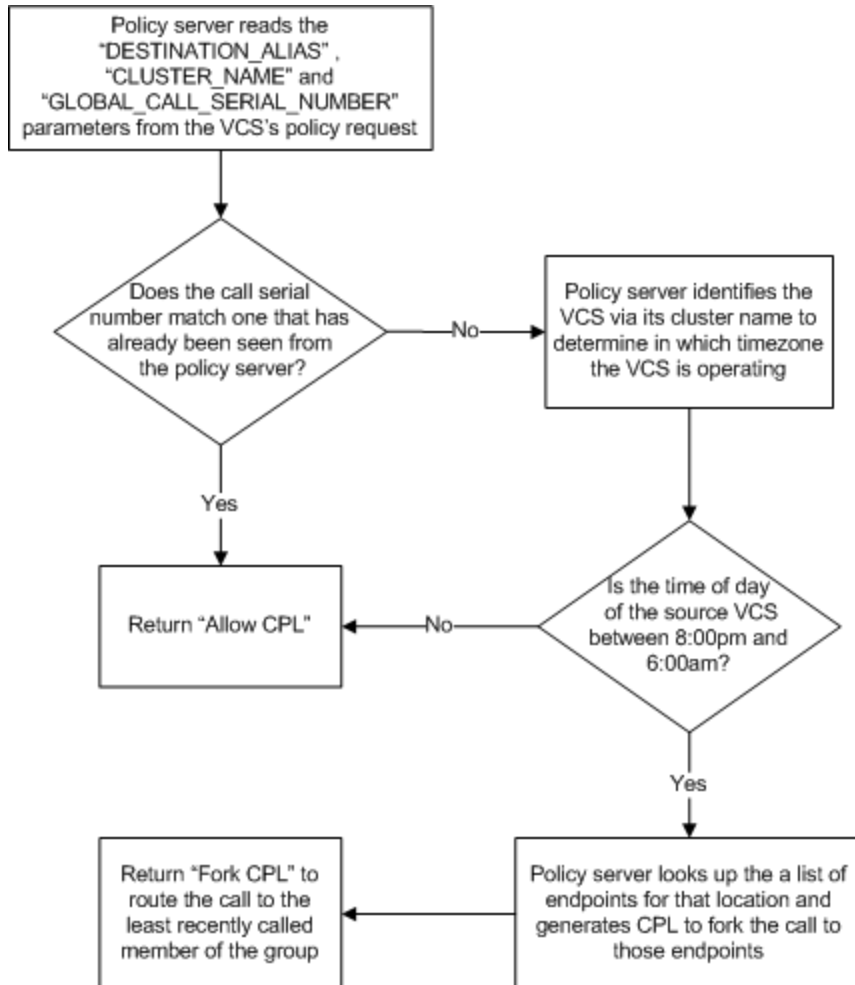 Policy server reads the
“DESTINATION_ALIAS” ,
“CLUSTER_NAME” and
“GLOBAL_CALL_SERIAL_NUMBER”
parameters from the VCS’s policy request
Does the call serial
number match one that has
already been seen from
the policy server?
No
Policy server identifies the
VCS via its cluster name to
determine in which timezone
the VCS is operating
Yes
Return “Allow CPL”
No
Is the time of day
of the source VCS
between 8:00pm and
6:00am?
Yes
Return “Fork CPL” to
route the call to the
least recently called
member of the group
Policy server looks up the a list of
endpoints for that location and
generates CPL to fork the call to
those endpoints